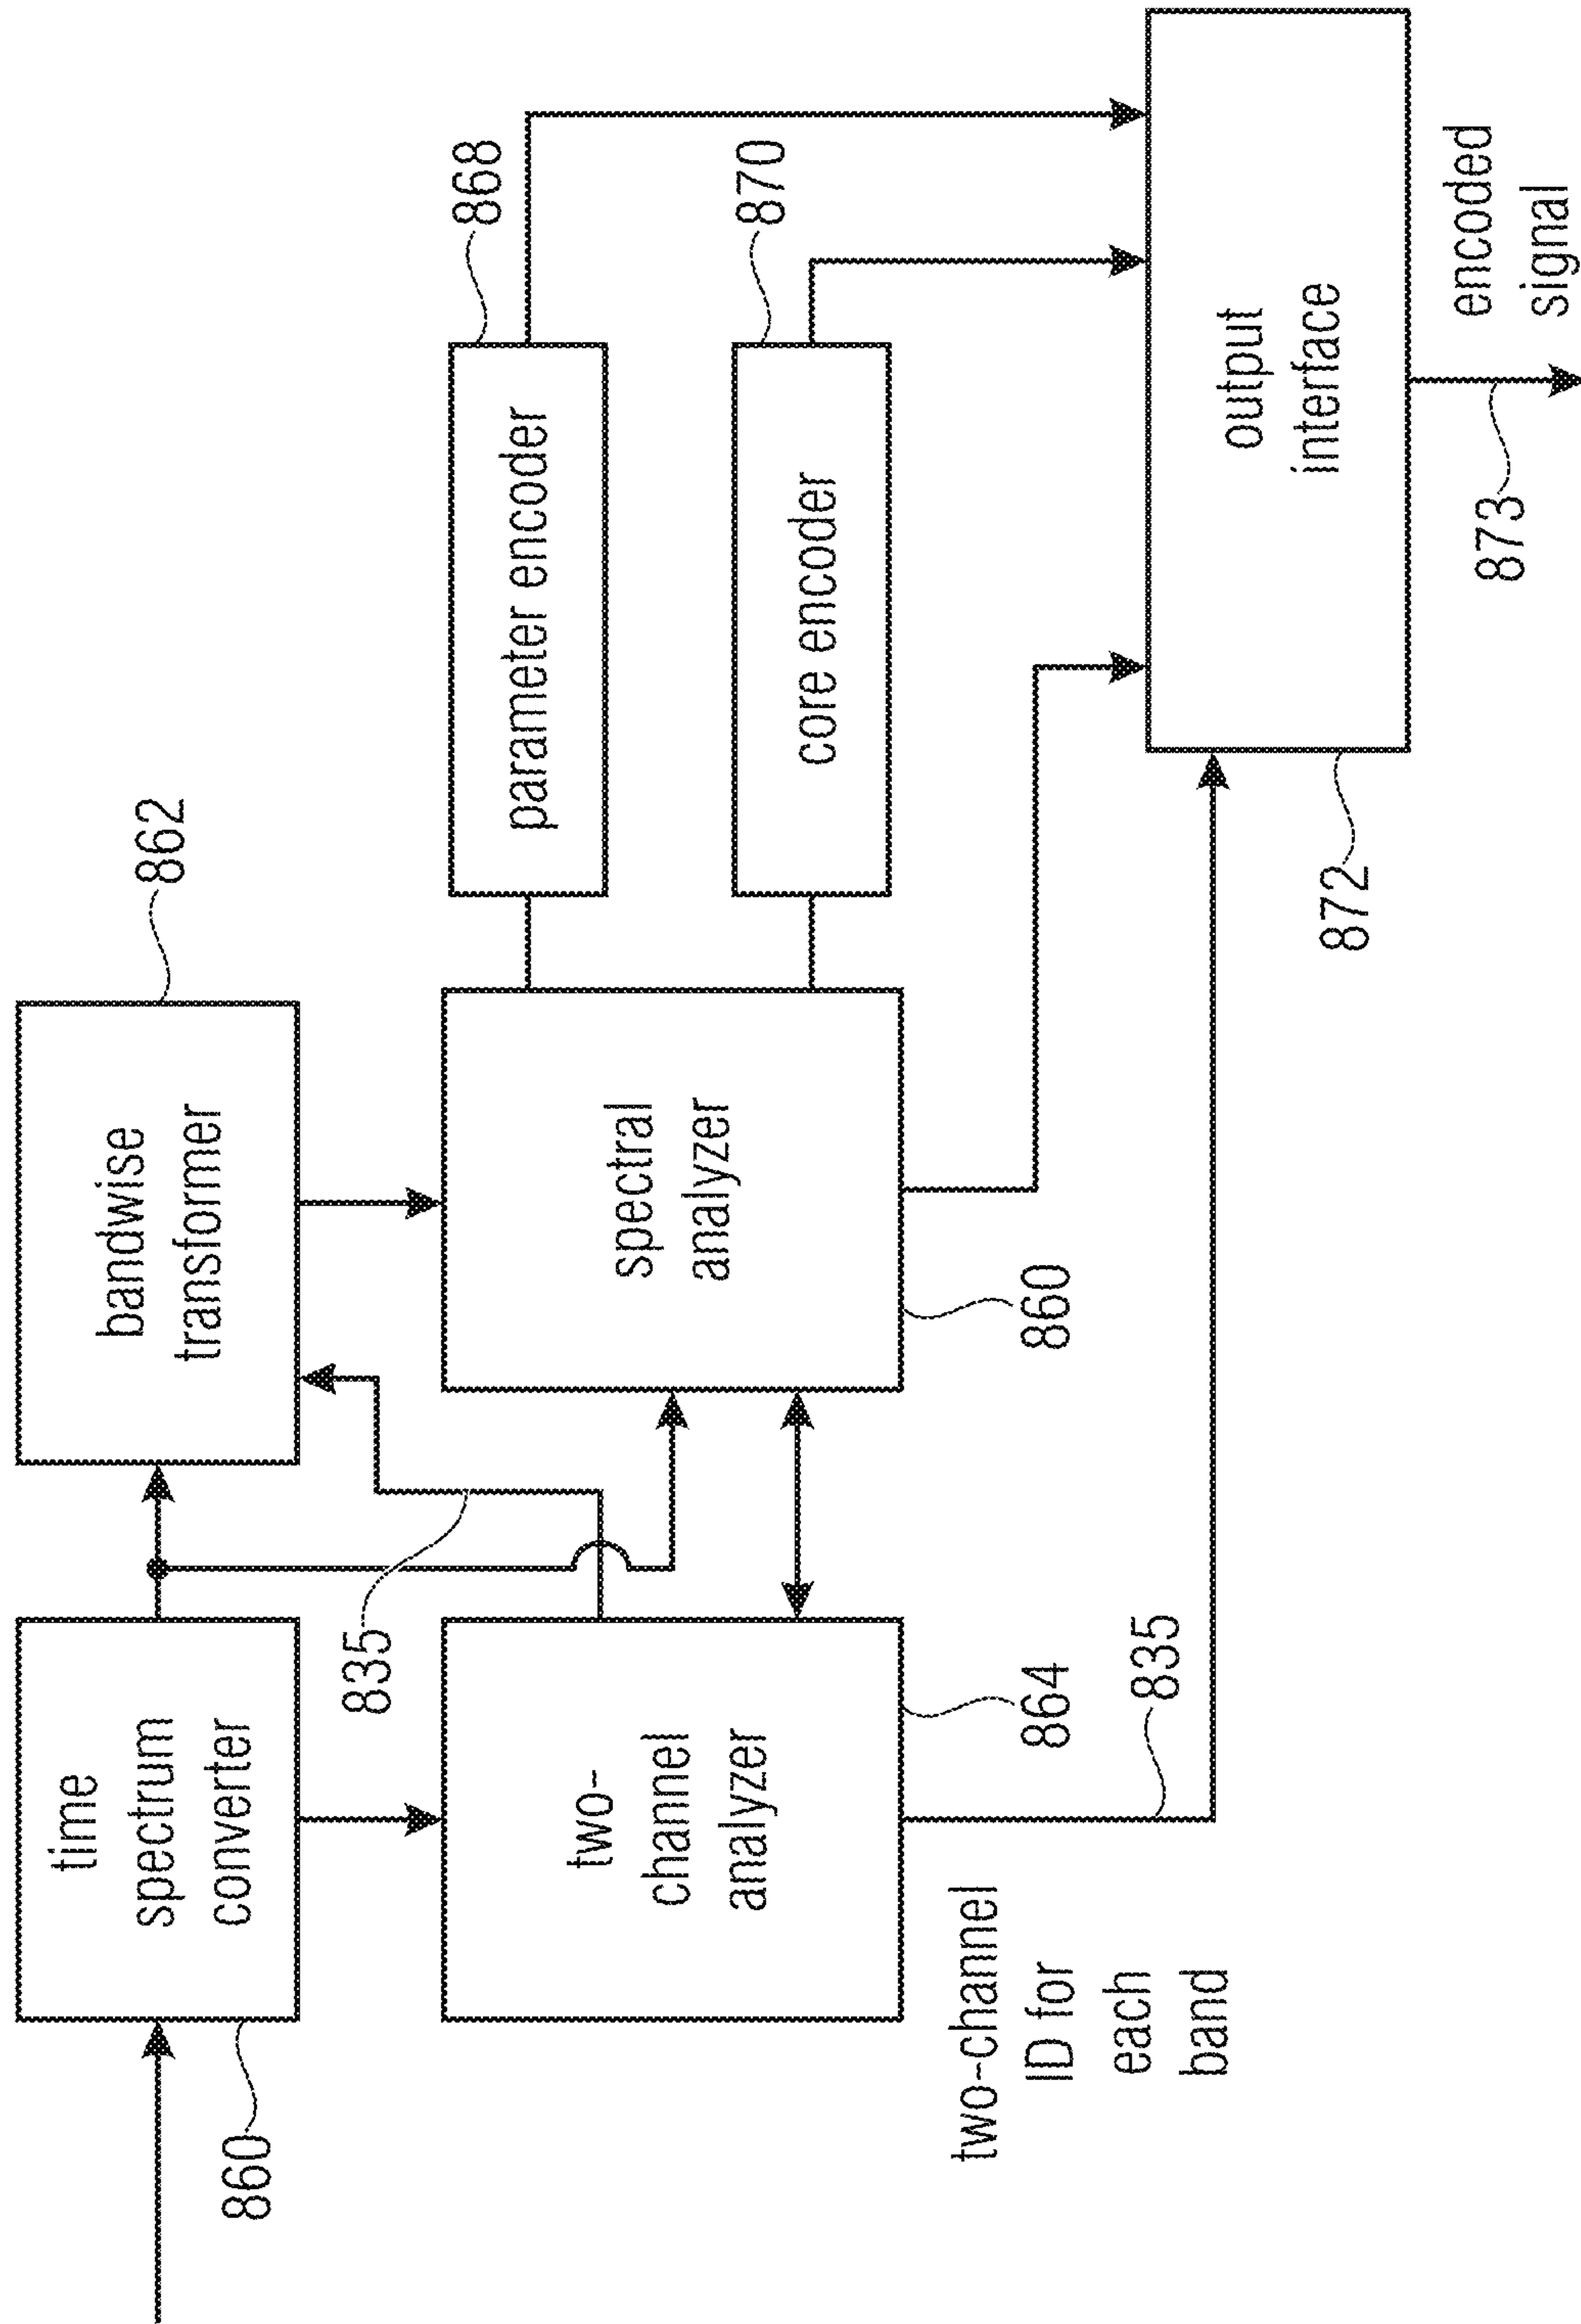 time
spectrum
converter
860
bandwise
transformer
862
835
two-
channel
analyzer
864
spectral
analyzer
860
parameter encoder
868
core encoder
870
two-channel
ID for
each
band
835
output
interface
872
873
encoded
signal